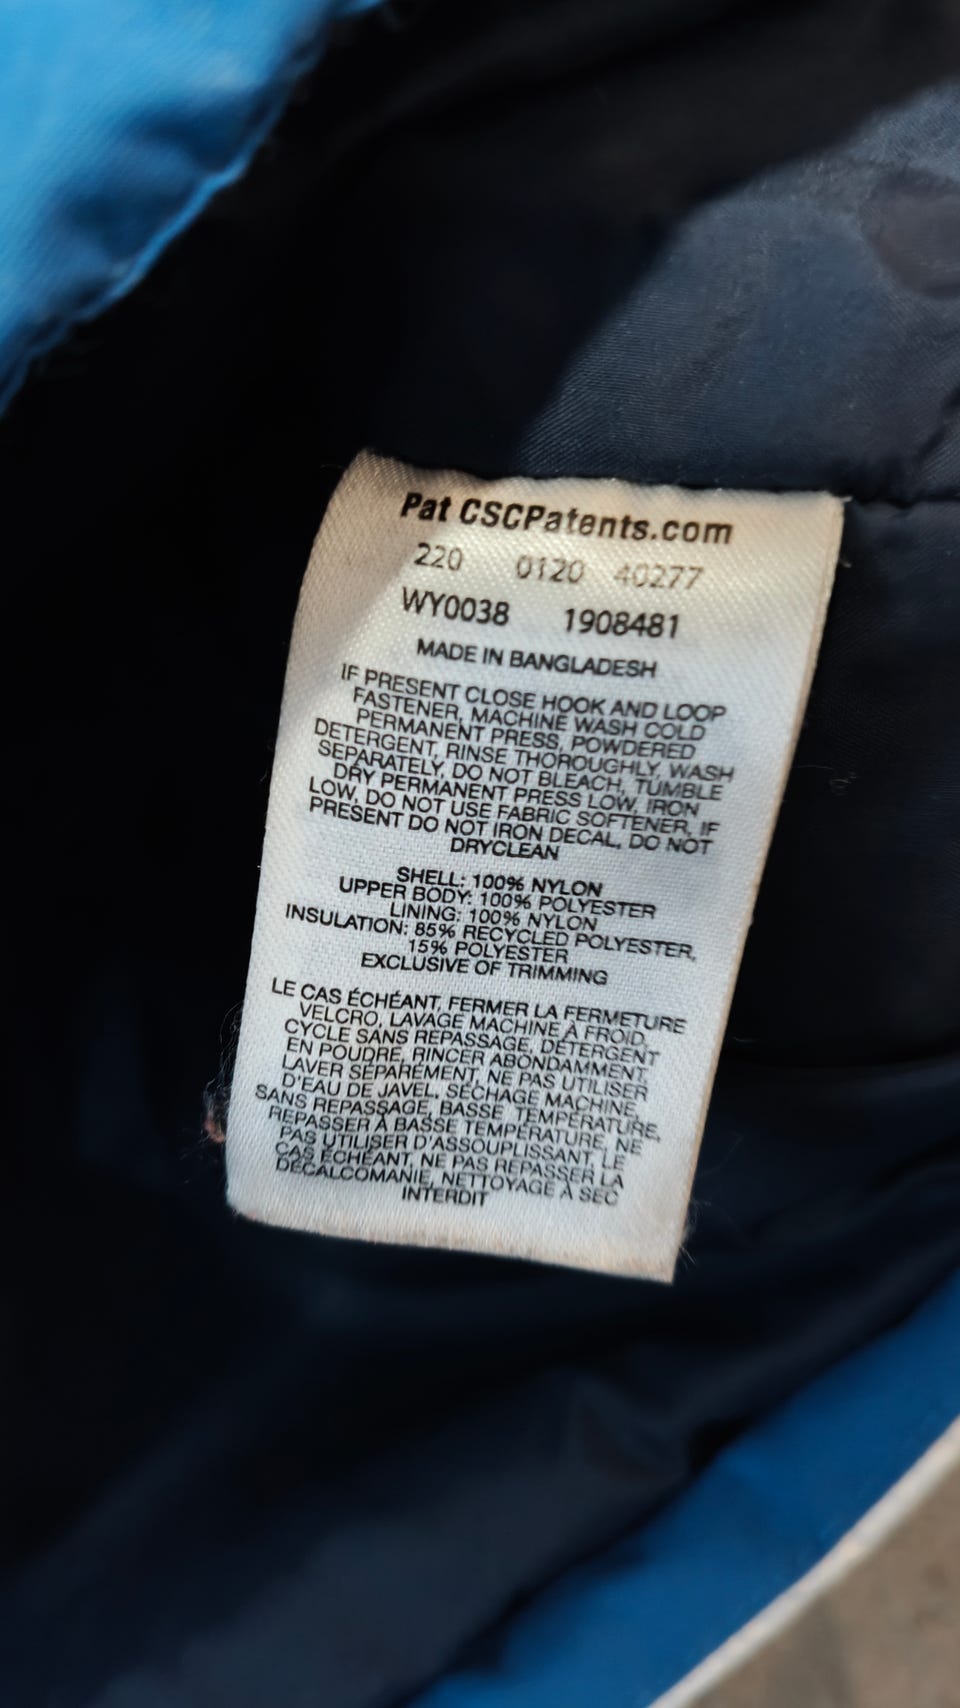 Pat CSCPatents.com
220 0120 40277
WY0038 1908481
MADE IN BANGLADESH
IF PRESENT CLOSE HOOK AND LOOP
FASTENER, MACHINE WASH COLD
PERMANENT PRESS, POWDERED
DETERGENT, RINSE THOROUGHLY, WASH
SEPARATELY, DO NOT BLEACH, TUMBLE
DRY PERMANENT PRESS LOW, IRON
LOW, DO NOT USE FABRIC SOFTENER, IF
PRESENT DO NOT IRON DECAL, DO NOT
DRYCLEAN
SHELL: 100% NYLON
UPPER BODY: 100% POLYESTER
LINING: 100% NYLON
INSULATION: 85% RECYCLED POLYESTER,
15% POLYESTER
EXCLUSIVE OF TRIMMING
LE CAS ÉCHÉANT, FERMER LA FERMETURE
VELCRO, LAVAGE MACHINE À FROID,
CYCLE SANS REPASSAGE, DÉTERGENT
EN POUDRE, RINCER ABONDAMMENT,
LAVER SÉPARÉMENT, NE PAS UTILISER
D'EAU DE JAVEL, SÉCHAGE MACHINE,
SANS REPASSAGE, BASSE TEMPÉRATURE,
REPASSER À BASSE TEMPÉRATURE, NE
PAS UTILISER D'ASSOUPLISSANT, LE
CAS ÉCHÉANT, NE PAS REPASSER LA
DÉCALCOMANIE, NETTOYAGE À SEC
INTERDIT